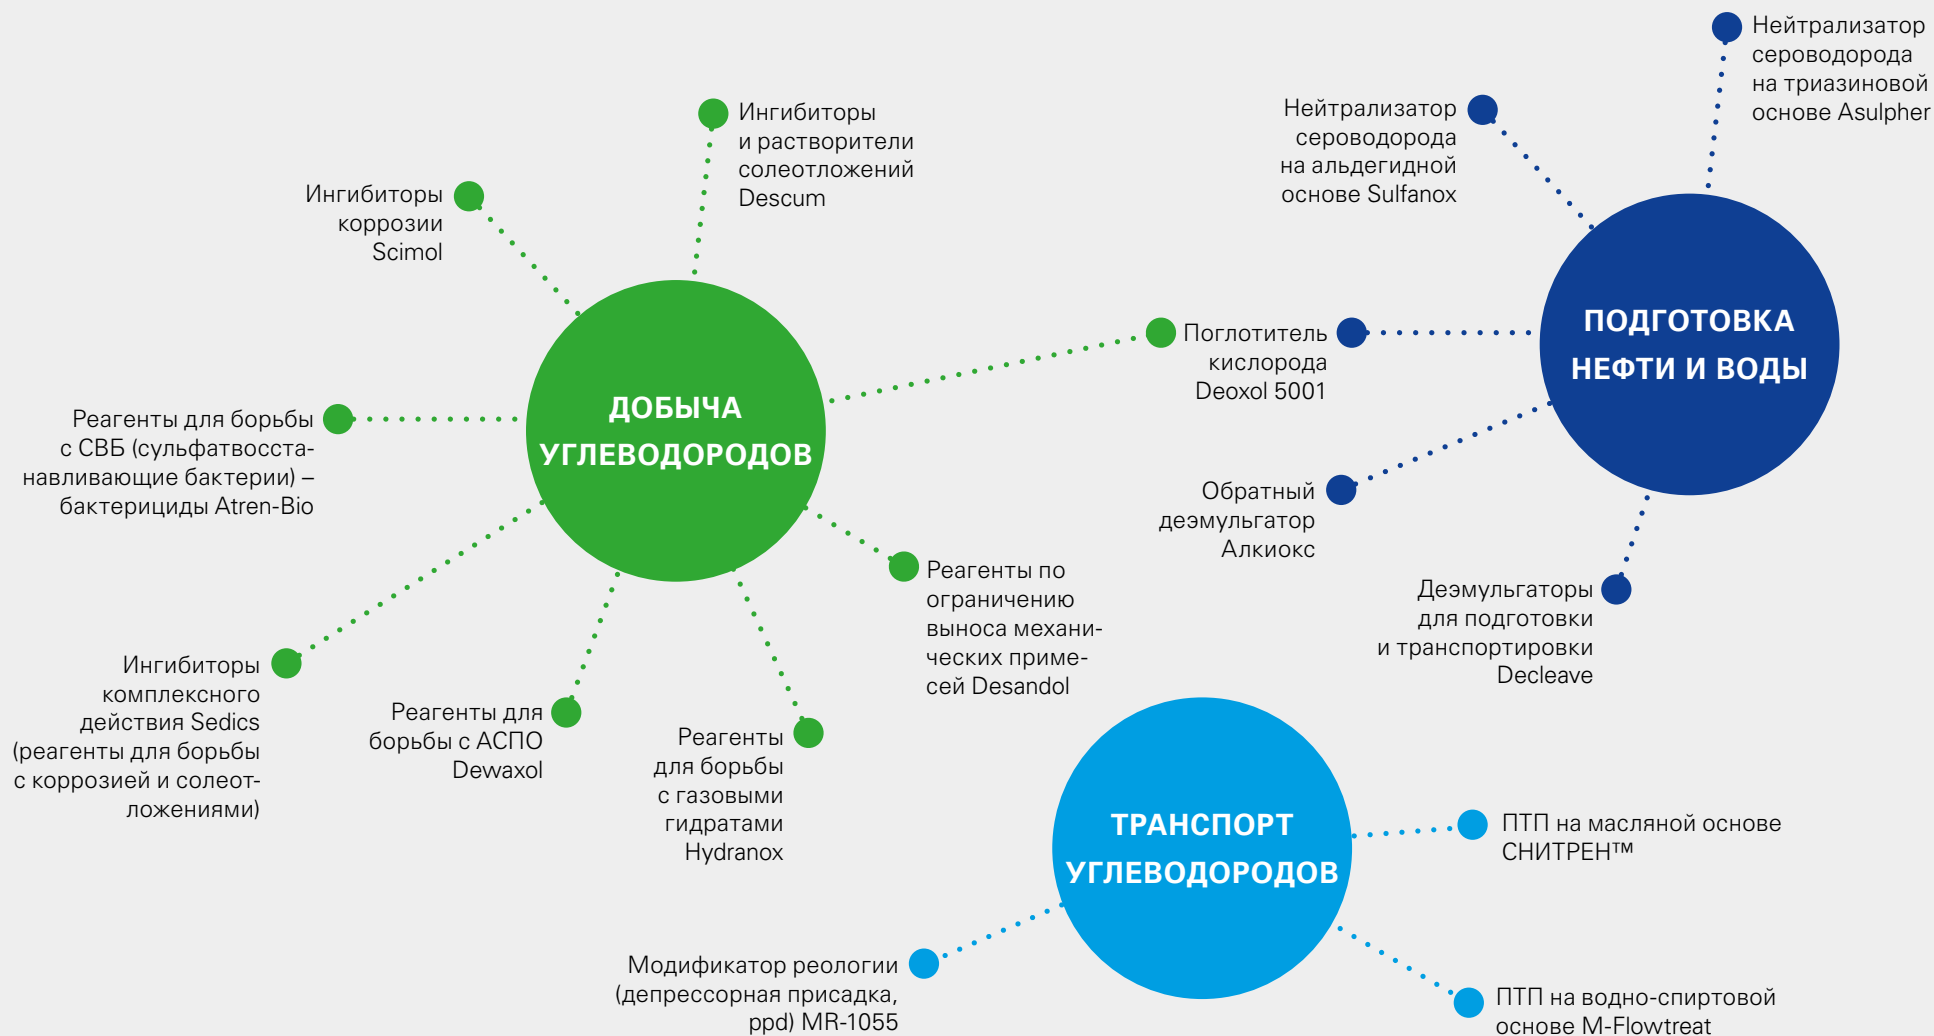 Нейтрализатор
сероводорода
на триазиновой
основе Asulpher
Нейтрализатор
сероводорода
на альдегидной
основе Sulfanox
Ингибиторы
и растворители
солеотложений
Descum
Ингибиторы
коррозии
Scimol
ПОДГОТОВКА
НЕФТИ И ВОДЫ
Поглотитель
кислорода
Deoxol 5001
ДОБЫЧА
УГЛЕВОДОРОДОВ
Реагенты для борьбы
с СВБ (сульфатвосста-
навливающие бактерии) –
бактерициды Atren-Bio
Обратный
деэмульгатор
Алкиокс
Реагенты по
ограничению
выноса механи-
ческих приме-
сей Desandol
Деэмульгаторы
для подготовки
и транспортировки
Decleave
Ингибиторы
комплексного
действия Sedics
(реагенты для борьбы
с коррозией и солеот-
ложениями)
Реагенты для
борьбы с АСПО
Dewaxol
Реагенты
для борьбы
с газовыми
гидратами
Hydranox
ТРАНСПОРТ
УГЛЕВОДОРОДОВ
ПТП на масляной основе
СНИТРЕН™
Модификатор реологии
(депрессорная присадка,
ppd) MR-1055
ПТП на водно-спиртовой
основе M-Flowtreat